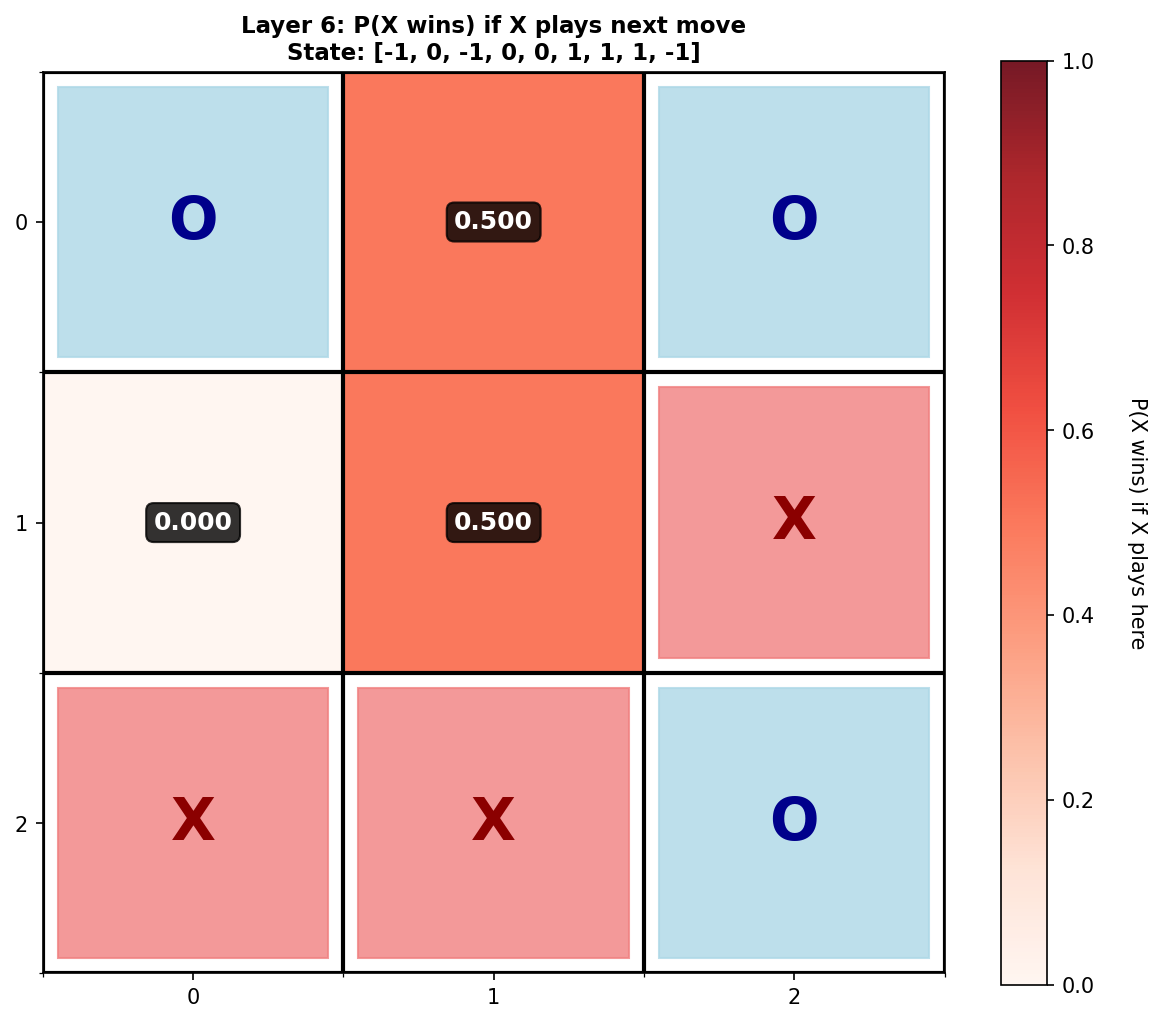 Layer 6: P(X wins) if X plays next move
State: [-1, 0, -1, 0, 0, 1, 1, 1, -1]
O
0.500
O
0
0.000
0.500
X
1
X
X
O
2
0
1
2
1.0
0.8
0.6
0.4
0.2
0.0
P(X wins) if X plays here